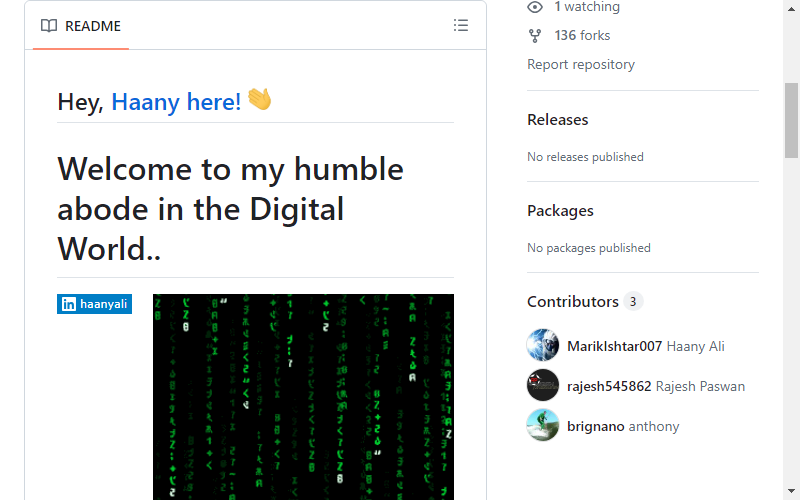 README
Hey, Haany here! 👋
Welcome to my humble
abode in the Digital
World..
haanyali
1 watching
136 forks
Report repository
Releases
No releases published
Packages
No packages published
Contributors 3
MarikIshtar007 Haany Ali
rajesh545862 Rajesh Paswan
brignano anthony